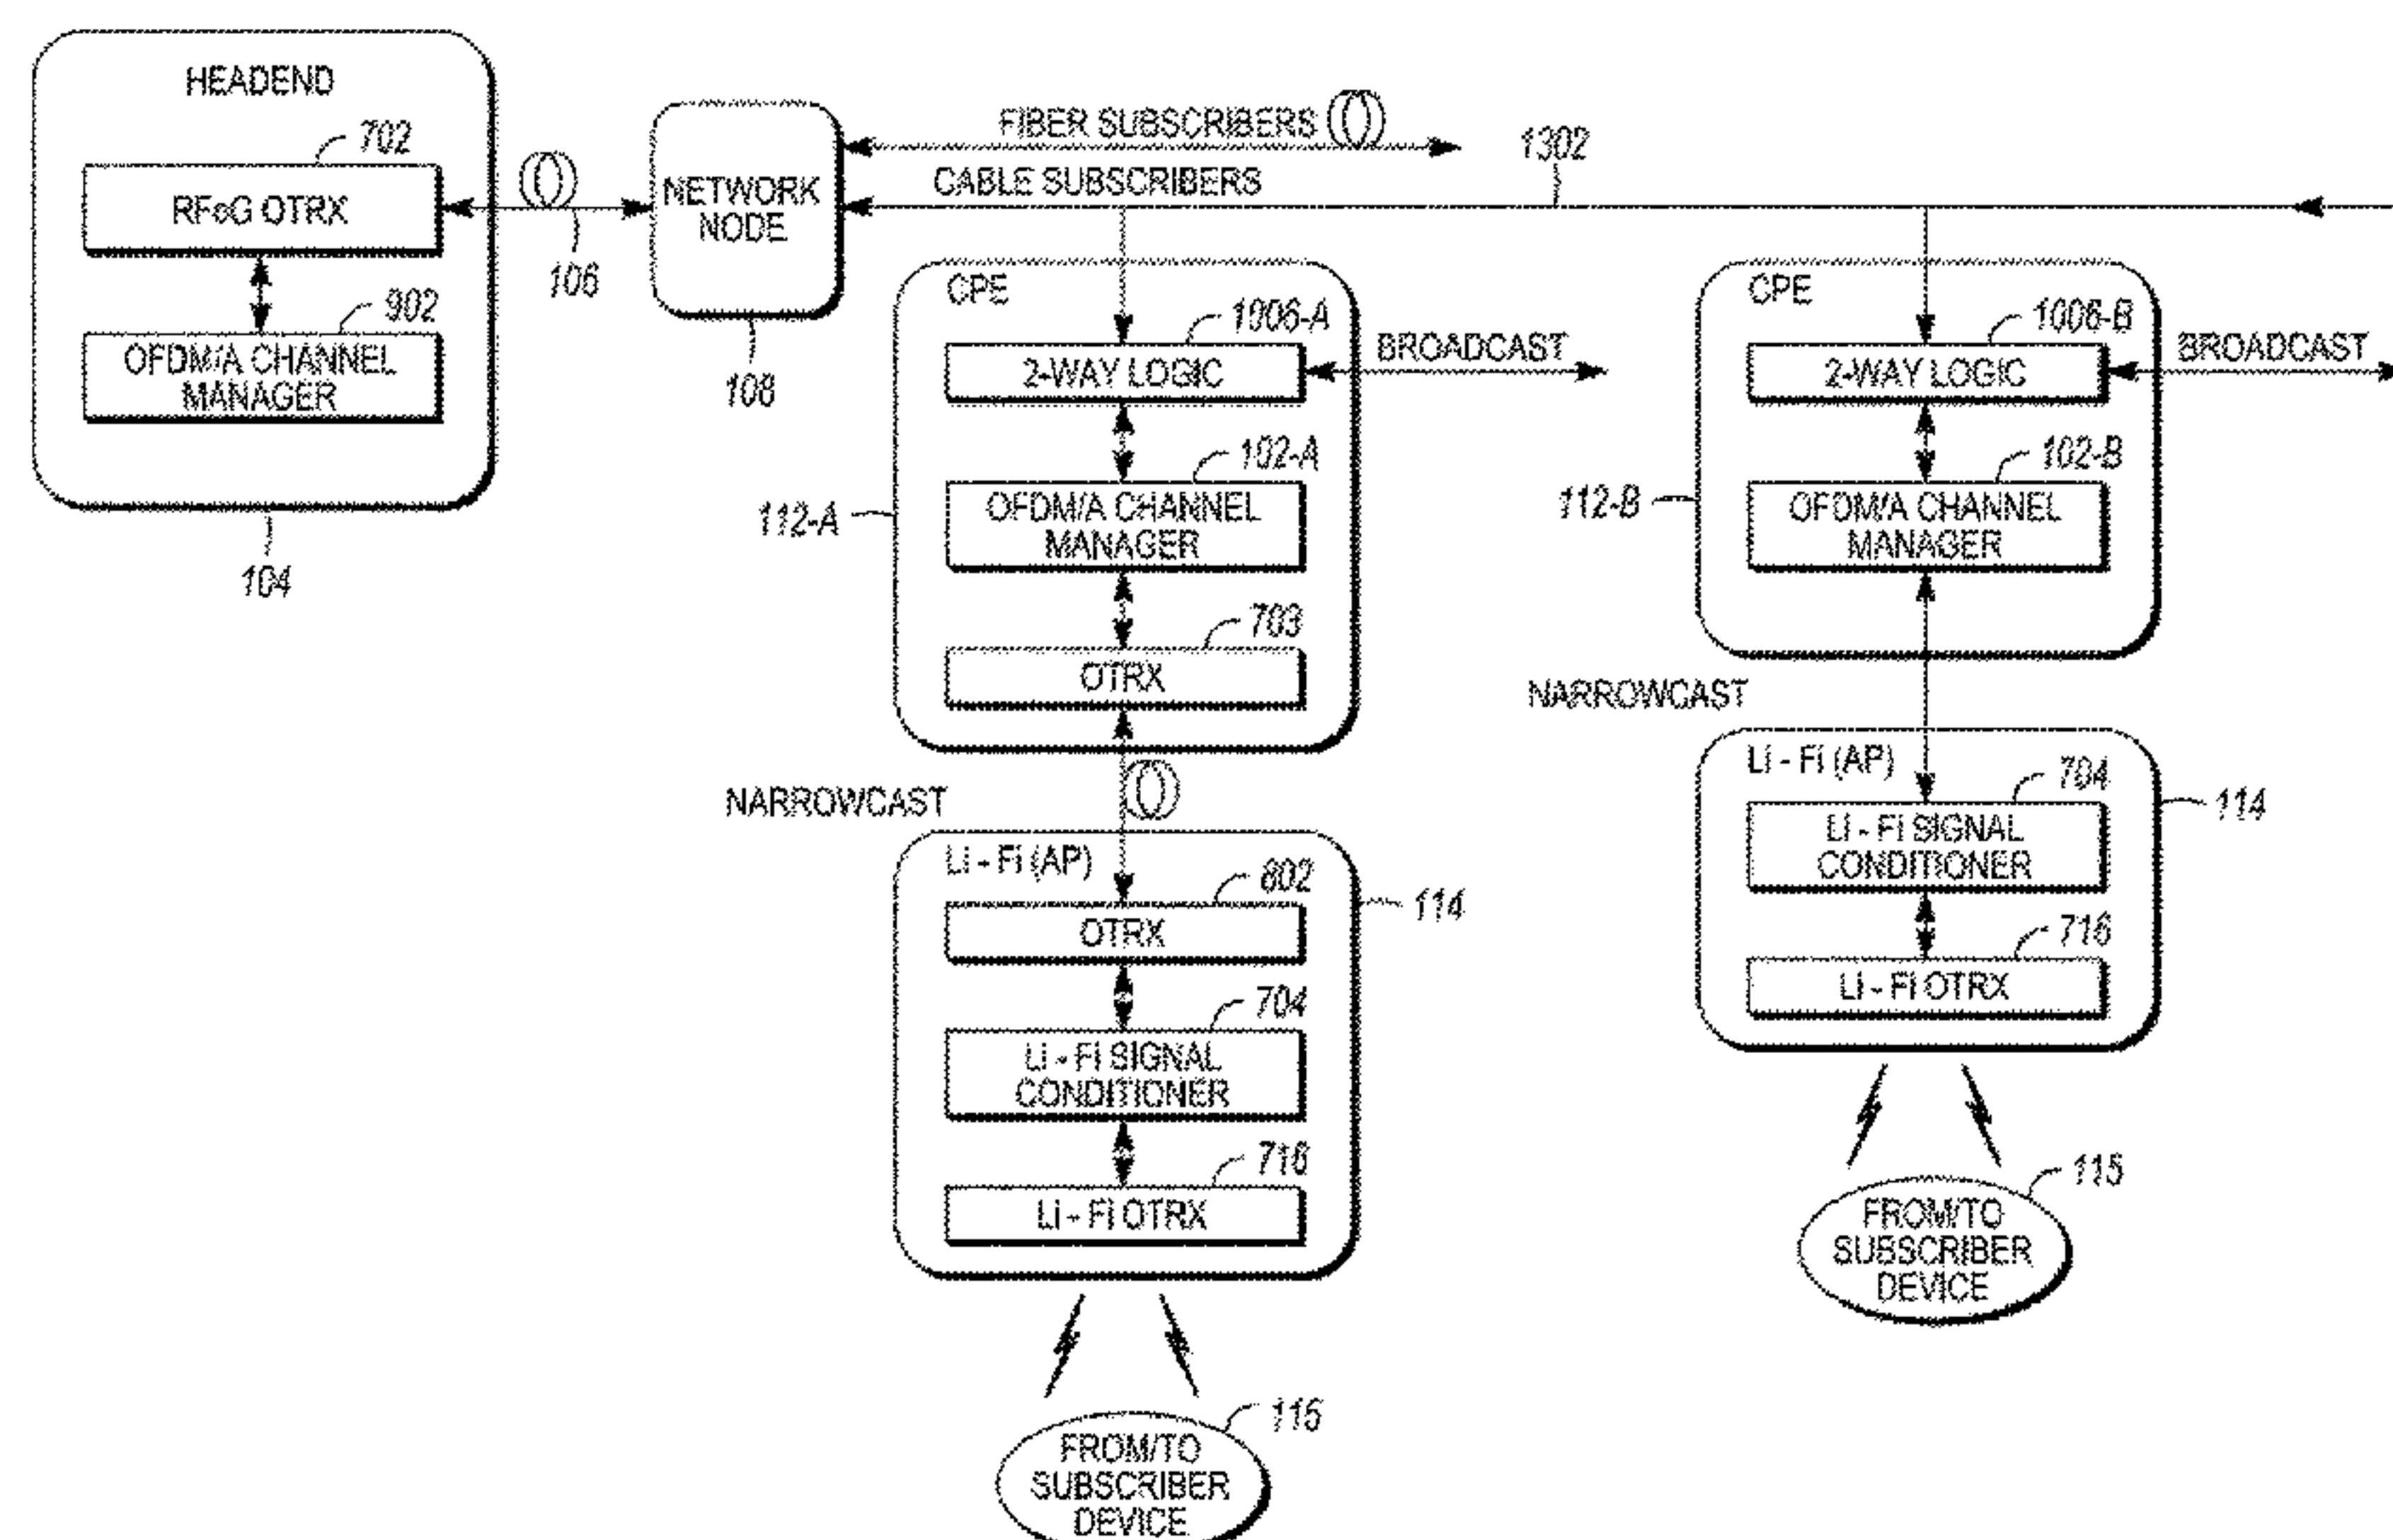 HEADEND
702
RFoG OTRX
902
OFDM/A CHANNEL
MANAGER
104
106
NETWORK
NODE
108
FIBER SUBSCRIBERS
CABLE SUBSCRIBERS
1302
CPE
1006-A
2-WAY LOGIC
BROADCAST
102-A
OFDM/A CHANNEL
MANAGER
112-A
703
OTRX
NARROWCAST
Li - Fi (AP)
802
OTRX
114
704
Li - Fi SIGNAL
CONDITIONER
716
Li - Fi OTRX
115
FROM/TO
SUBSCRIBER
DEVICE
CPE
1006-B
2-WAY LOGIC
BROADCAST
102-B
OFDM/A CHANNEL
MANAGER
112-B
NARROWCAST
Li - Fi (AP)
704
Li - Fi SIGNAL
CONDITIONER
114
716
Li - Fi OTRX
115
FROM/TO
SUBSCRIBER
DEVICE